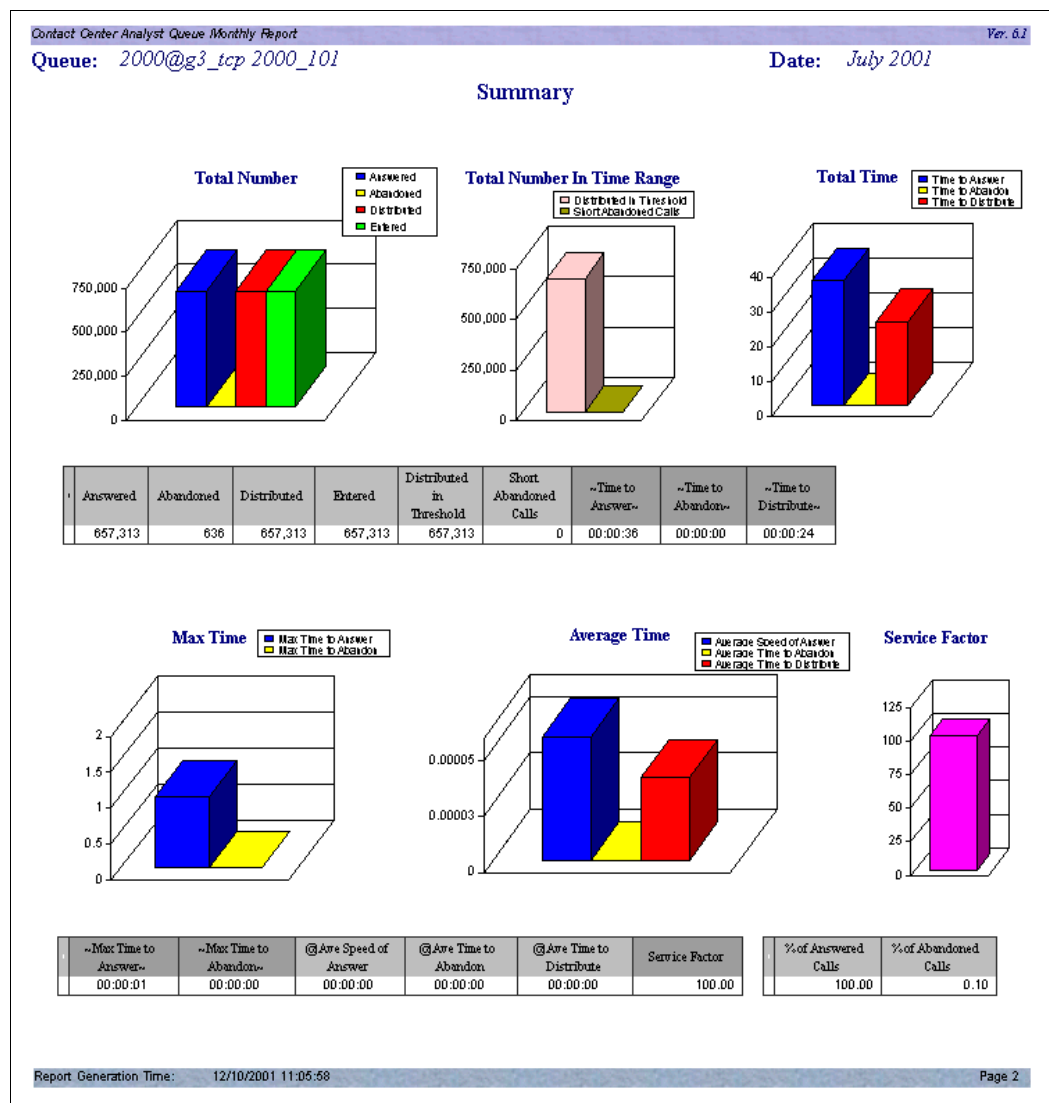 Contact Center Analyst Queue Monthly Report Ver. 6.1
Queue: 2000@g3_tcp 2000_101 Date: July 2001
Summary
Total Number
Answered
Abandoned
Distributed
Entered
750,000
500,000
250,000
0
Total Number In Time Range
Distributed in Threshold
Short Abandoned Calls
750,000
500,000
250,000
0
Total Time
Time to Answer
Time to Abandon
Time to Distribute
40
30
20
10
0
Answered Abandoned Distributed Entered Distributed in Threshold Short Abandoned Calls ~Time to Answer~ ~Time to Abandon~ ~Time to Distribute~
657,313 636 657,313 657,313 657,313 0 00:00:36 00:00:00 00:00:24
Max Time
Max Time to Answer
Max Time to Abandon
2
1.5
1
0.5
0
Average Time
Average Speed of Answer
Average Time to Abandon
Average Time to Distribute
0.00005
0.00003
0
Service Factor
125
100
75
50
25
0
~Max Time to Answer~ ~Max Time to Abandon~ @Ave Speed of Answer @Ave Time to Abandon @Ave Time to Distribute Service Factor % of Answered Calls % of Abandoned Calls
00:00:01 00:00:00 00:00:00 00:00:00 00:00:00 100.00 100.00 0.10
Report Generation Time: 12/10/2001 11:05:58 Page 2